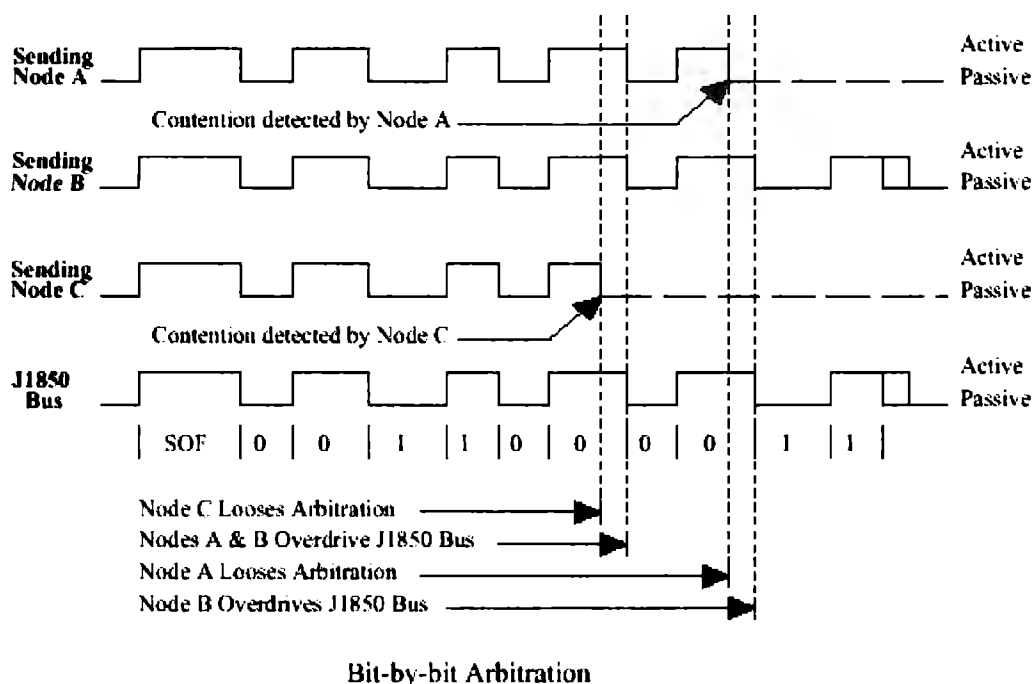 Sending Node A
Active
Passive
Contention detected by Node A
Sending Node B
Active
Passive
Sending Node C
Active
Passive
Contention detected by Node C
J1850 Bus
Active
Passive
SOF 0 0 1 1 0 0 0 0 1 1
Node C Looses Arbitration
Nodes A & B Overdrive J1850 Bus
Node A Looses Arbitration
Node B Overdrives J1850 Bus
Bit-by-bit Arbitration